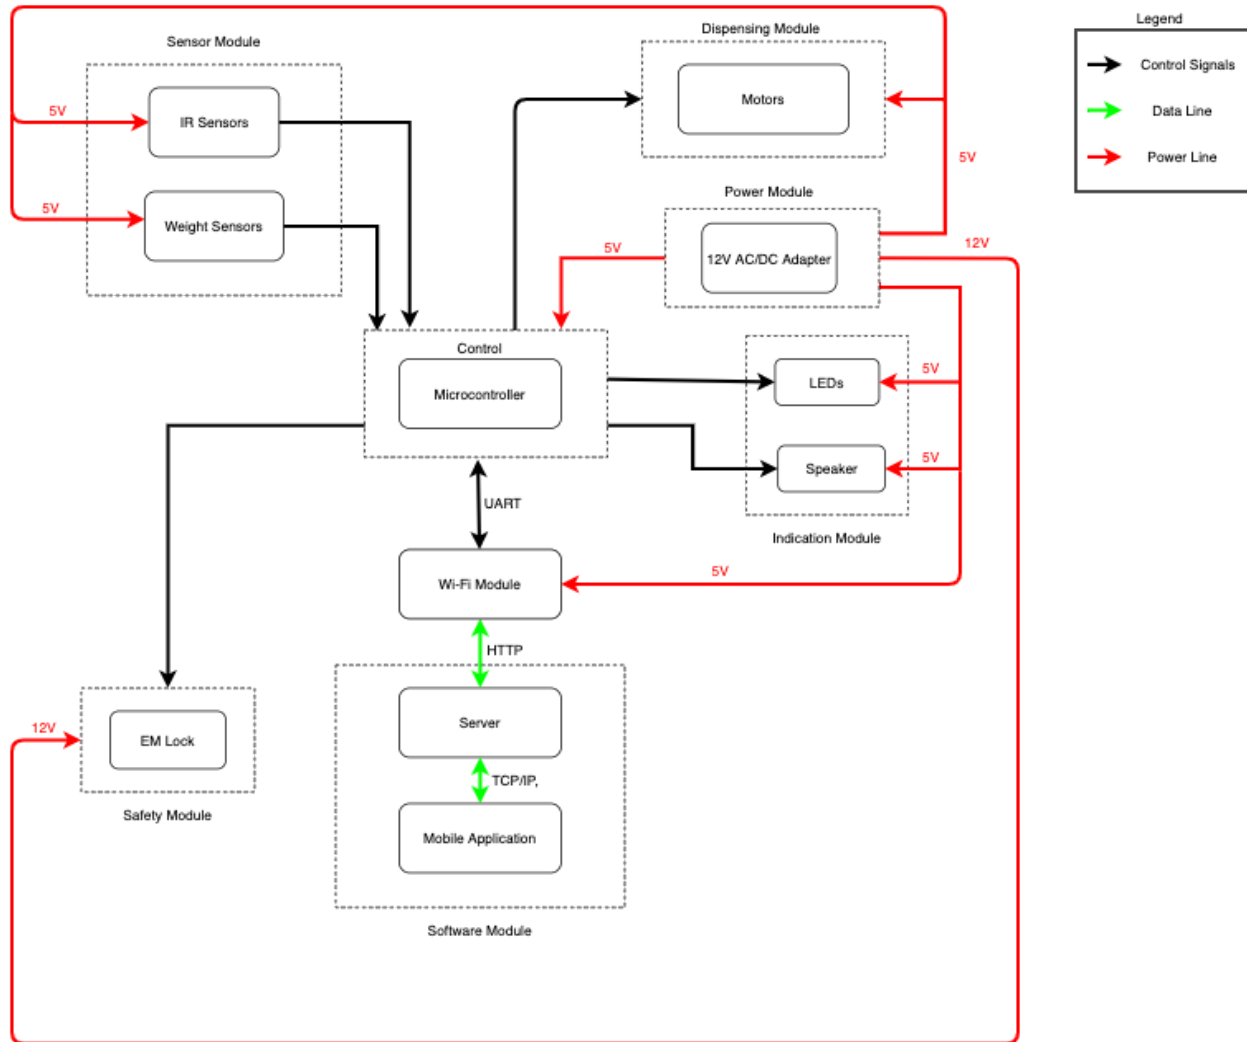 Legend
Control Signals
Data Line
Power Line
Sensor Module
5V
IR Sensors
5V
Weight Sensors
Dispensing Module
Motors
5V
Power Module
12V AC/DC Adapter
5V
12V
Control
Microcontroller
LEDs
5V
Speaker
5V
Indication Module
UART
Wi-Fi Module
5V
HTTP
Server
TCP/IP,
Mobile Application
Software Module
12V
EM Lock
Safety Module